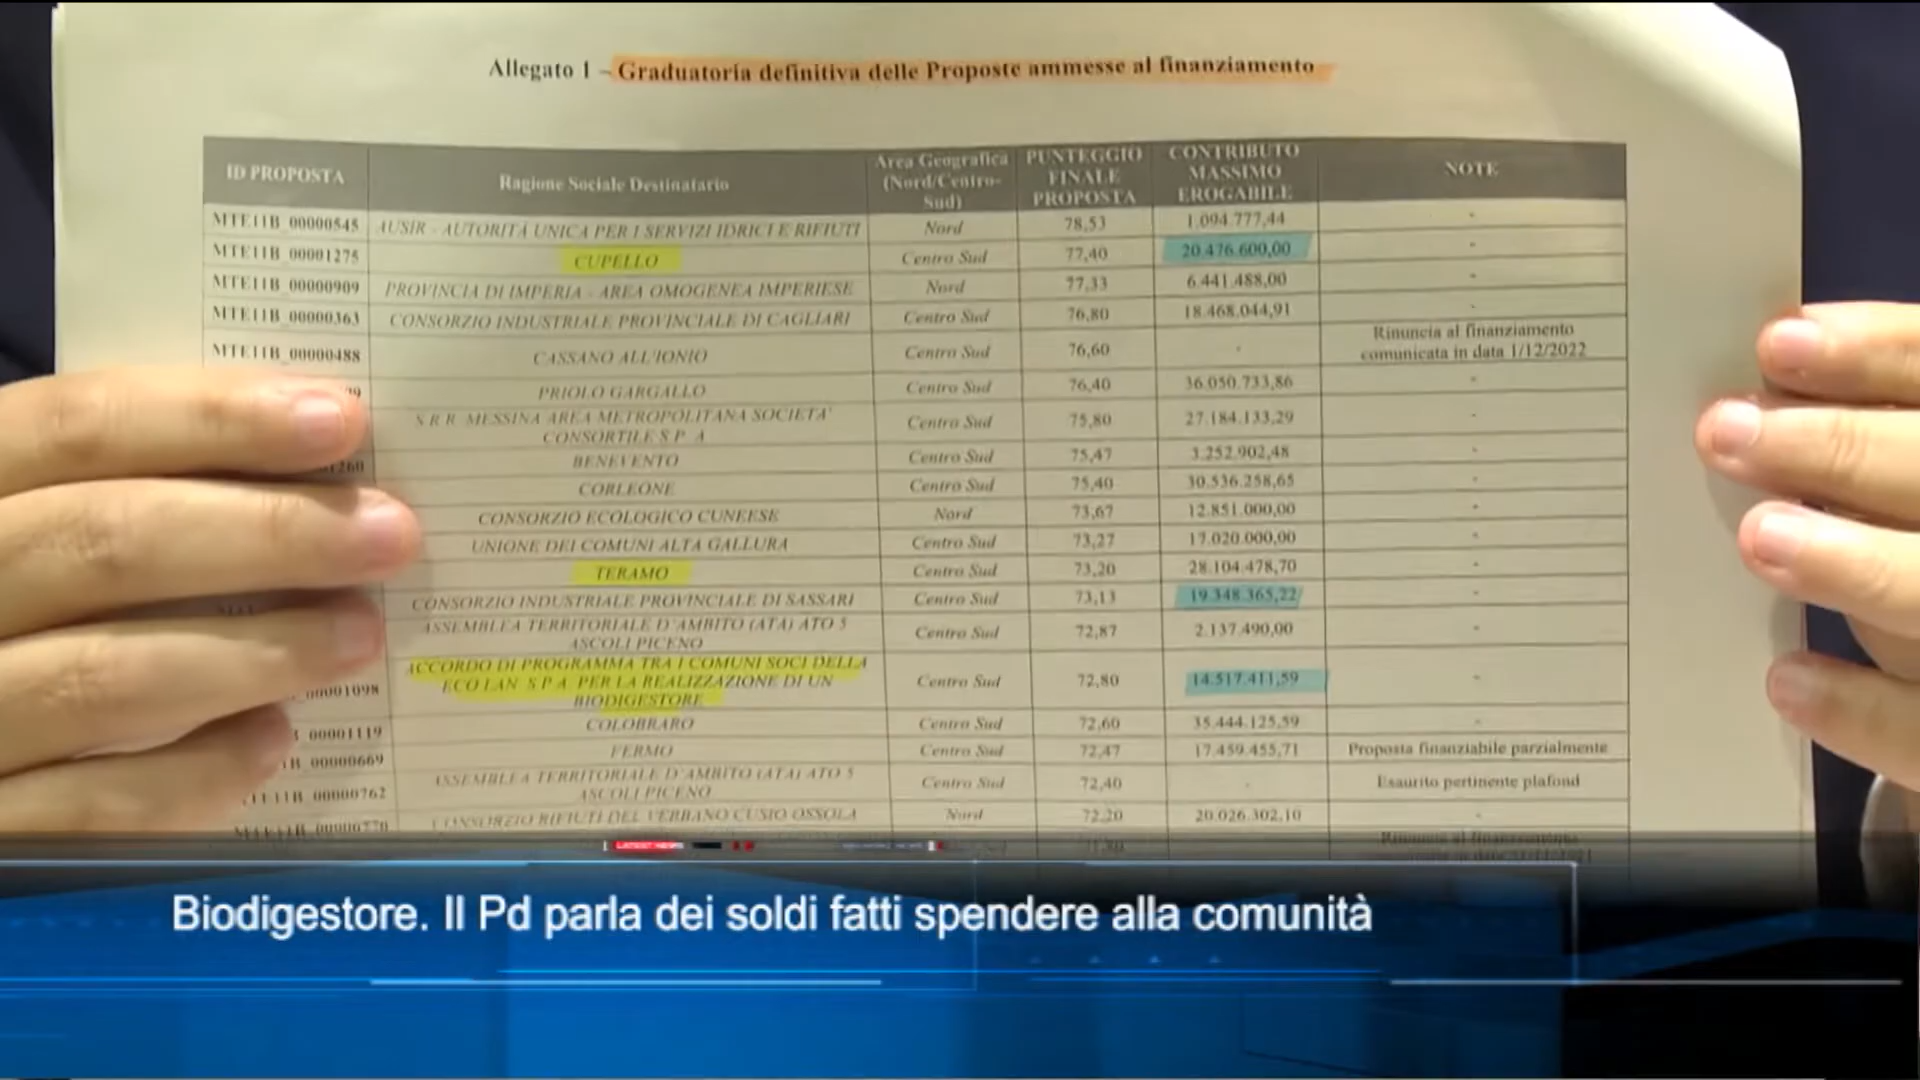 Allegato 1 – Graduatoria definitiva delle Proposte ammesse al finanziamento
ID PROPOSTA
Ragione Sociale Destinatario
Area Geografica
(Nord/Centro-
Sud)
PUNTEGGIO
FINALE
PROPOSTA
CONTRIBUTO
MASSIMO
EROGABILE
NOTE
MTE11B_00000545 AUSIR - AUTORITÀ UNICA PER I SERVIZI IDRICI E RIFIUTI Nord 78,53 1.094.777,44 -
MTE11B_00001275 CUPELLO Centro Sud 77,40 20.476.600,00 -
MTE11B_00000909 PROVINCIA DI IMPERIA - AREA OMOGENEA IMPERIESE Nord 77,33 6.441.488,00 -
MTE11B_00000363 CONSORZIO INDUSTRIALE PROVINCIALE DI CAGLIARI Centro Sud 76,80 18.468.044,91 -
MTE11B_00000488 CASSANO ALL'IONIO Centro Sud 76,60 - Rinuncia al finanziamento
comunicata in data 1/12/2022
PRIOLO GARGALLO Centro Sud 76,40 36.050.733,86 -
S.R.R. MESSINA AREA METROPOLITANA SOCIETA'
CONSORTILE S.P.A. Centro Sud 75,80 27.184.133,29 -
1260 BENEVENTO Centro Sud 75,47 3.252.902,48 -
CORLEONE Centro Sud 75,40 30.536.258,65 -
CONSORZIO ECOLOGICO CUNEESE Nord 73,67 12.851.000,00 -
UNIONE DEI COMUNI ALTA GALLURA Centro Sud 73,27 17.020.000,00 -
TERAMO Centro Sud 73,20 28.104.478,70 -
CONSORZIO INDUSTRIALE PROVINCIALE DI SASSARI Centro Sud 73,13 19.348.365,22 -
ASSEMBLEA TERRITORIALE D'AMBITO (ATA) ATO 5
ASCOLI PICENO Centro Sud 72,87 2.137.490,00 -
ACCORDO DI PROGRAMMA TRA I COMUNI SOCI DELLA
ECO.LAN. S.P.A. PER LA REALIZZAZIONE DI UN
BIODIGESTORE
_00001098 Centro Sud 72,80 14.517.411,59 -
00001119 COLOBRARO Centro Sud 72,60 35.444.125,59 -
1B_00000669 FERMO Centro Sud 72,47 17.459.455,71 Proposta finanziabile parzialmente
TE11B_00000762 ASSEMBLEA TERRITORIALE D'AMBITO (ATA) ATO 5
ASCOLI PICENO Centro Sud 72,40 - Esaurito pertinente plafond
MTE11B_00000770 CONSORZIO RIFIUTI DEL VERBANO CUSIO OSSOLA Nord 72,20 20.026.302,10 -
Rinuncia al finanziamento
LATEST NEWS
Biodigestore. Il Pd parla dei soldi fatti spendere alla comunità